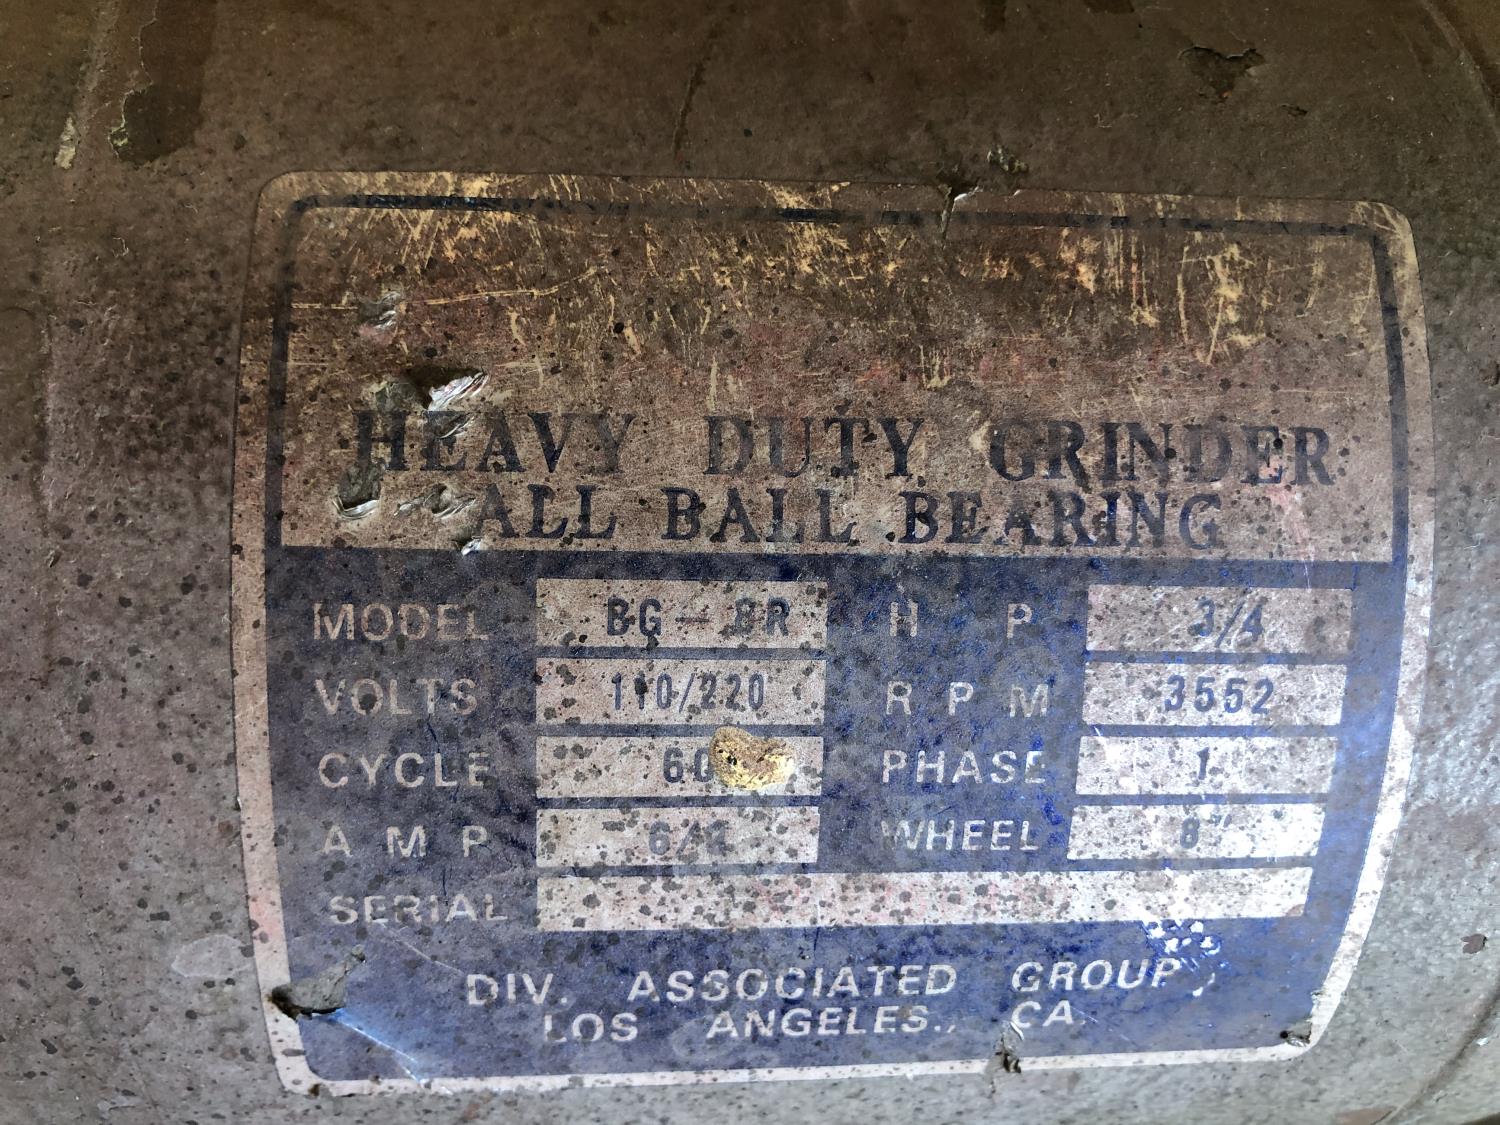 HEAVY DUTY GRINDER
ALL BALL BEARING
MODEL BG-8R H P 3/4
VOLTS 110/220 R P M 3552
CYCLE 60 PHASE 1
A M P WHEEL 8"
SERIAL
DIV. ASSOCIATED GROUP,
LOS ANGELES., CA.